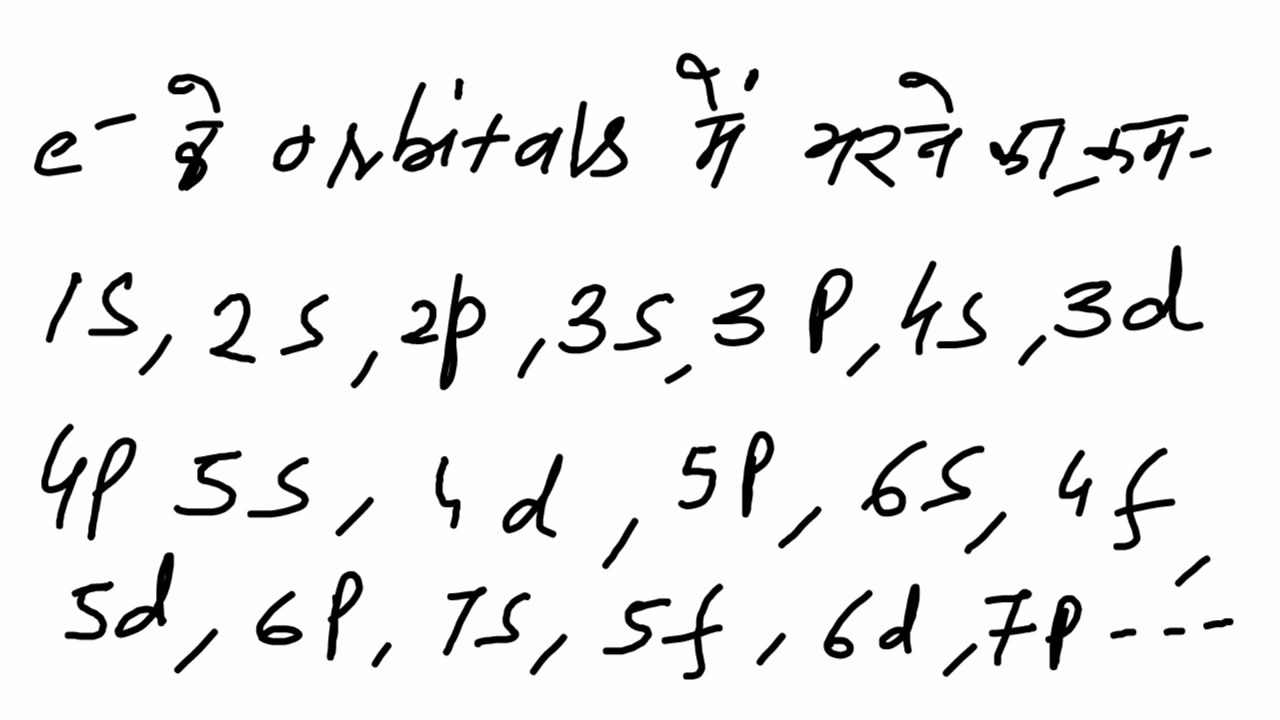 e⁻ के orbitals में भरने का क्रम-
1s, 2s, 2p, 3s, 3p, 4s, 3d
4p 5s, 4d, 5p, 6s, 4f,
5d, 6p, 7s, 5f, 6d, 7p ---